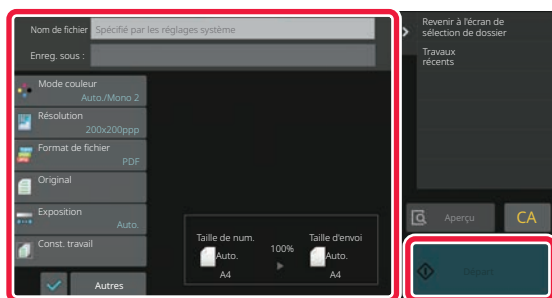 Nom de fichier Spécifié par les réglages système
Enreg. sous :
Mode couleur
Auto./Mono 2
Résolution
200x200ppp
Format de fichier
PDF
Original
Exposition
Auto.
Const. travail
Autres
Taille de num.
100%
Taille d'envoi
Auto.
Auto.
A4
A4
Revenir à l'écran de
sélection de dossier
Travaux
récents
Aperçu
CA
Départ